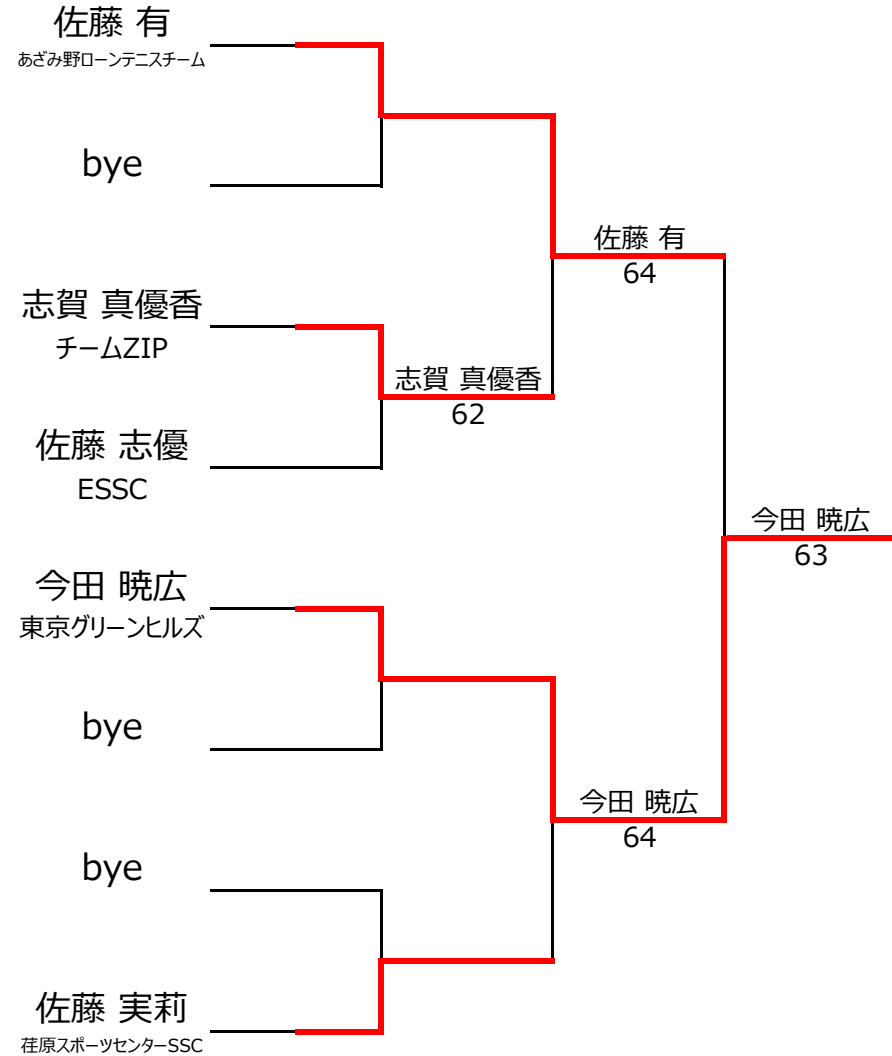 佐藤 有
あざみ野ローンテニスチーム
bye
佐藤 有
64
志賀 真優香
チームZIP
志賀 真優香
62
佐藤 志優
ESSC
今田 暁広
63
今田 暁広
東京グリーンヒルズ
bye
今田 暁広
64
bye
佐藤 実莉
荏原スポーツセンターSSC